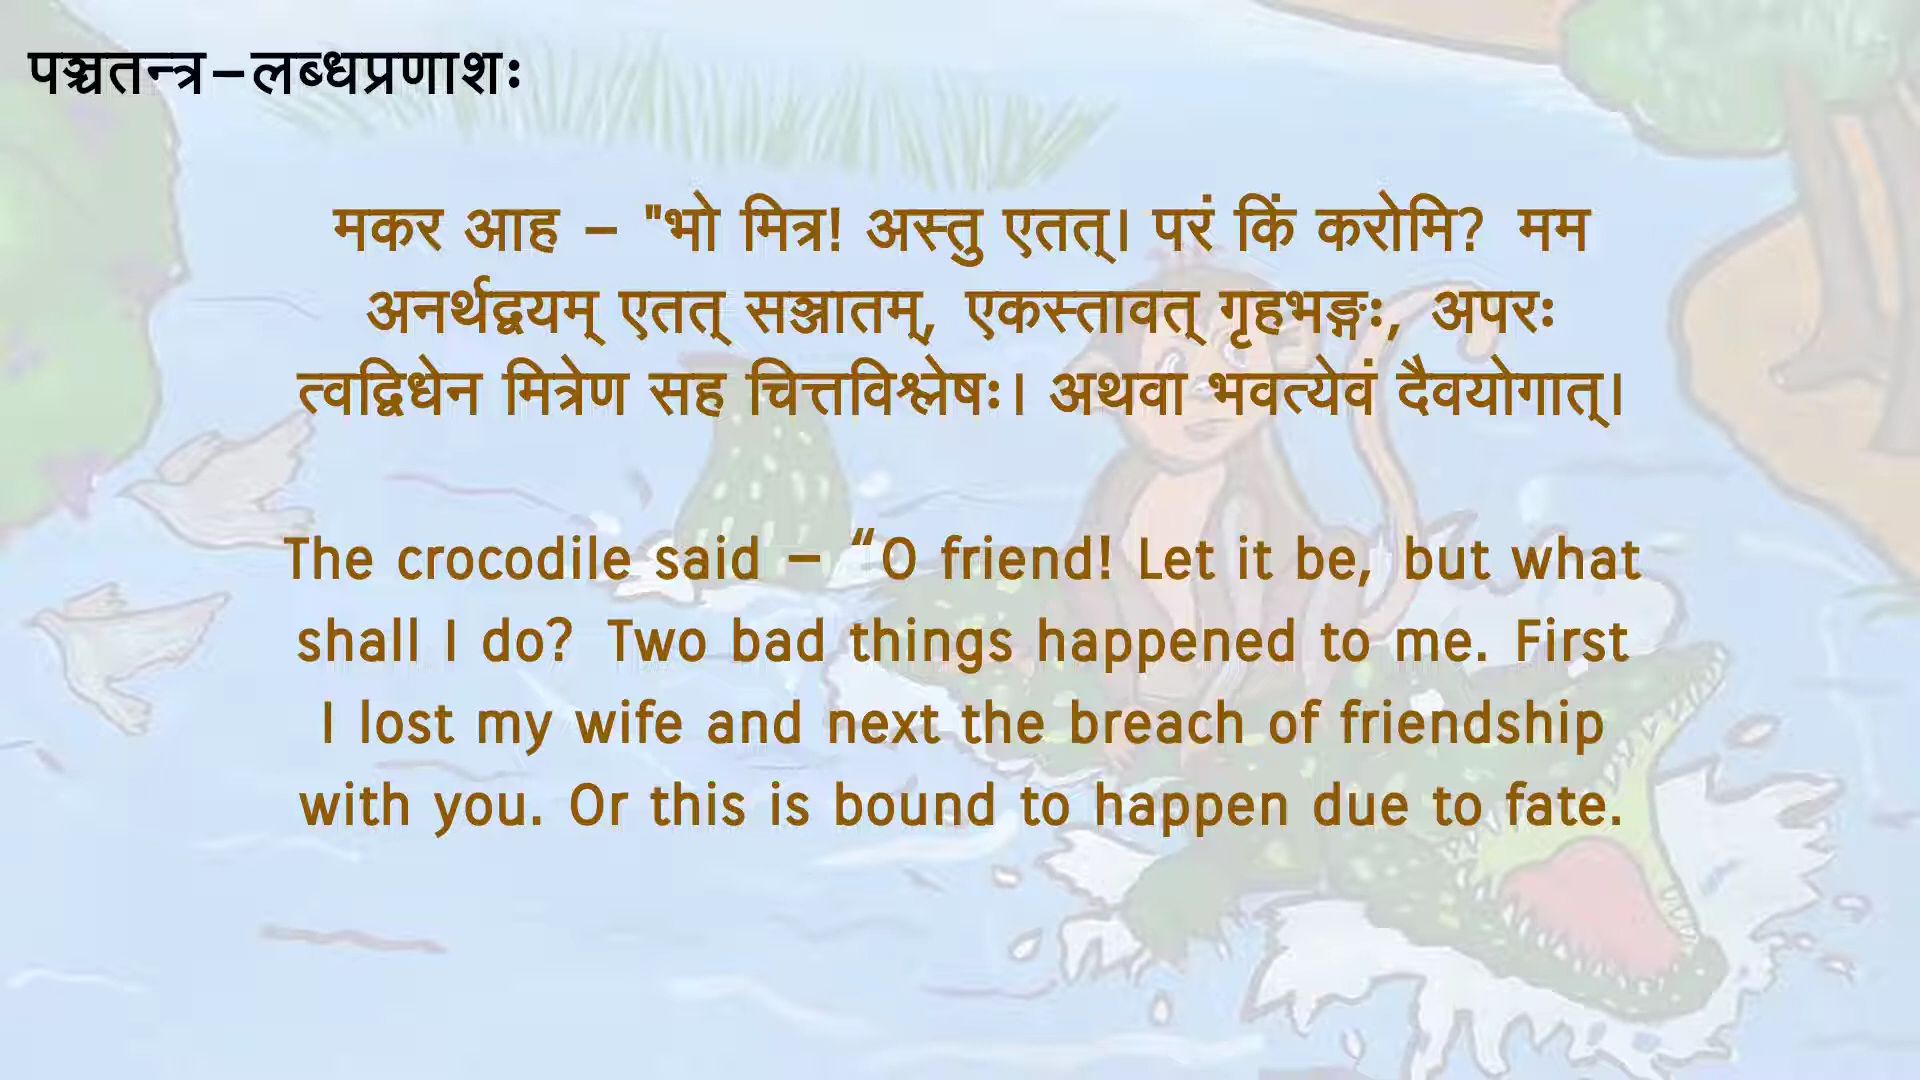 पञ्चतन्त्र-लब्धप्रणाशः
मकर आह – "भो मित्र! अस्तु एतत्। परं किं करोमि? मम
अनर्थद्वयम् एतत् सञ्जातम्, एकस्तावत् गृहभङ्गः, अपरः
त्वद्विधेन मित्रेण सह चित्तविश्लेषः। अथवा भवत्येवं दैवयोगात्।
The crocodile said – “O friend! Let it be, but what
shall I do? Two bad things happened to me. First
I lost my wife and next the breach of friendship
with you. Or this is bound to happen due to fate.